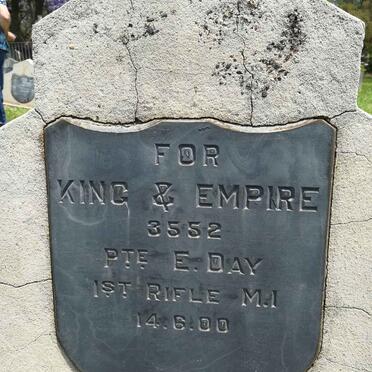 FOR
KING & EMPIRE
3552
PTE E. DAY
1ST RIFLE M.I
14.6.00